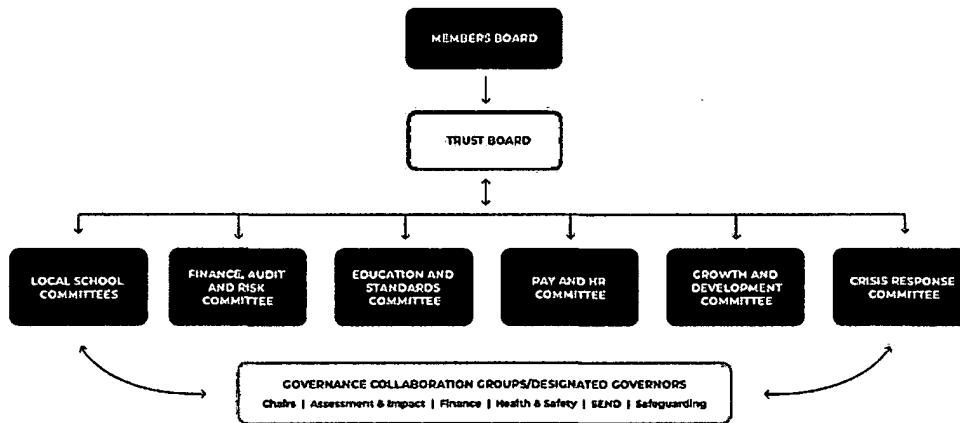 MEMBERS BOARD
TRUST BOARD
LOCAL SCHOOL
COMMITTEES
FINANCE, AUDIT
AND RISK
COMMITTEE
EDUCATION AND
STANDARDS
COMMITTEE
PAY AND HR
COMMITTEE
GROWTH AND
DEVELOPMENT
COMMITTEE
CRISIS RESPONSE
COMMITTEE
GOVERNANCE COLLABORATION GROUPS/DESIGNATED GOVERNORS
Chairs | Assessment & Impact | Finance | Health & Safety | SEND | Safeguarding